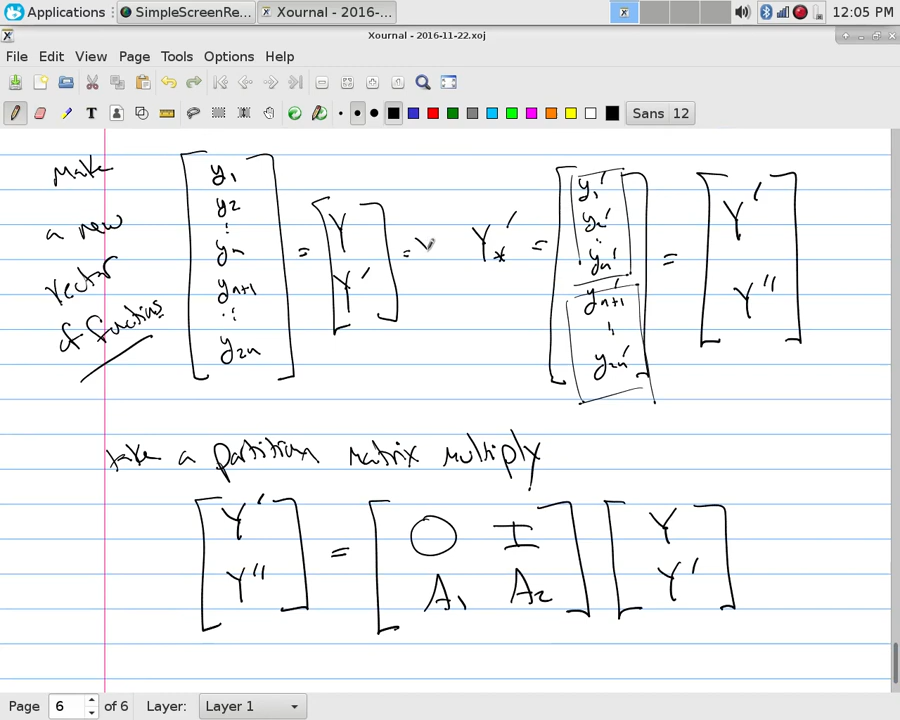 Applications SimpleScreenRe... Xournal - 2016-... 12:05 PM
Xournal - 2016-11-22.xoj
File Edit View Page Tools Options Help
T Sans 12
make
a new
vector
of functions
[ y₁ y₂ ⋮ yₙ yₙ₊₁ ⋮ y₂ₙ ] = [ Y Y′ ] = Y
Y*′ = [ y₁′ y₂′ ⋮ yₙ′ yₙ₊₁′ ⋮ y₂ₙ′ ] = [ Y′ Y″ ]
take a partition matrix multiply
[ Y′ Y″ ] = [ O I A₁ A₂ ] [ Y Y′ ]
Page 6 of 6 Layer: Layer 1